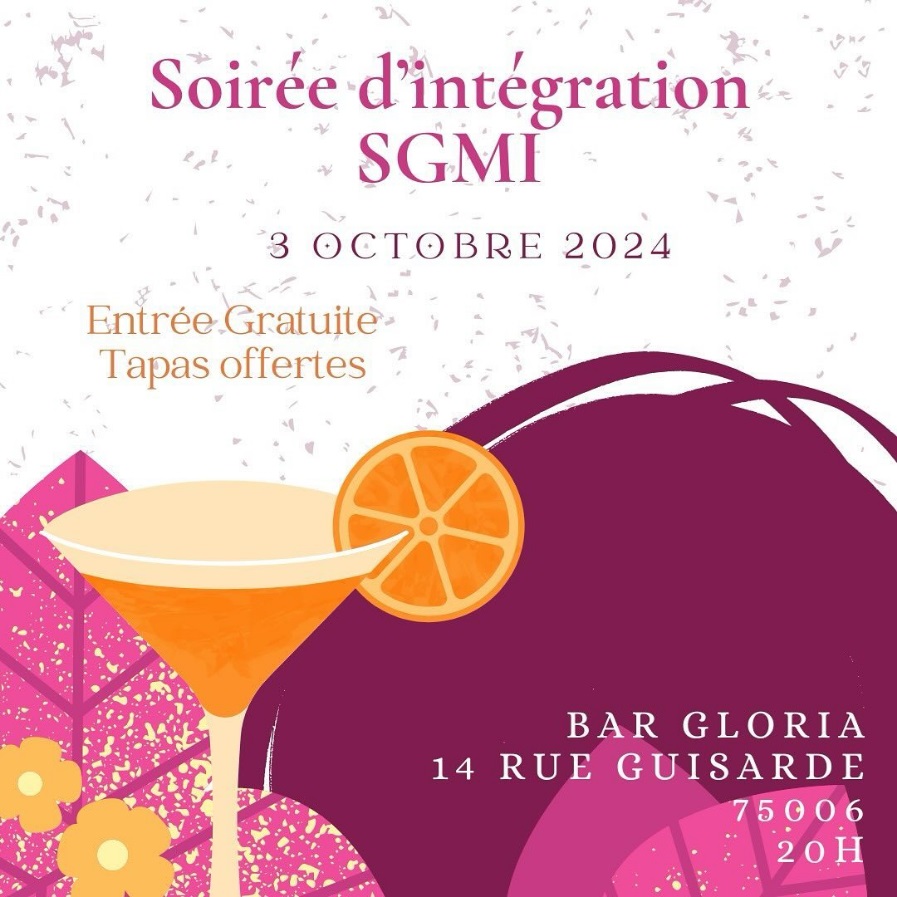 Soirée d’intégration
SGMI
3 OCTOBRE 2024
Entrée Gratuite
Tapas offertes
BAR GLORIA
14 RUE GUISARDE
75006
20H